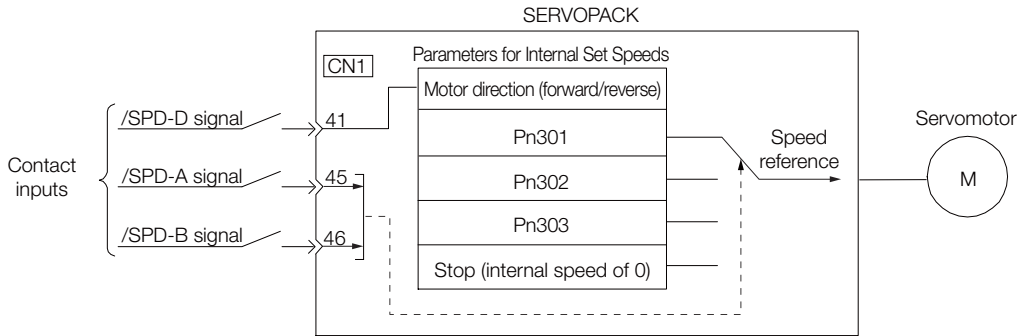 SERVOPACK
CN1
Parameters for Internal Set Speeds
Motor direction (forward/reverse)
/SPD-D signal
41
Pn301
Speed
reference
Servomotor
Contact
inputs
/SPD-A signal
45
Pn302
M
/SPD-B signal
46
Pn303
Stop (internal speed of 0)